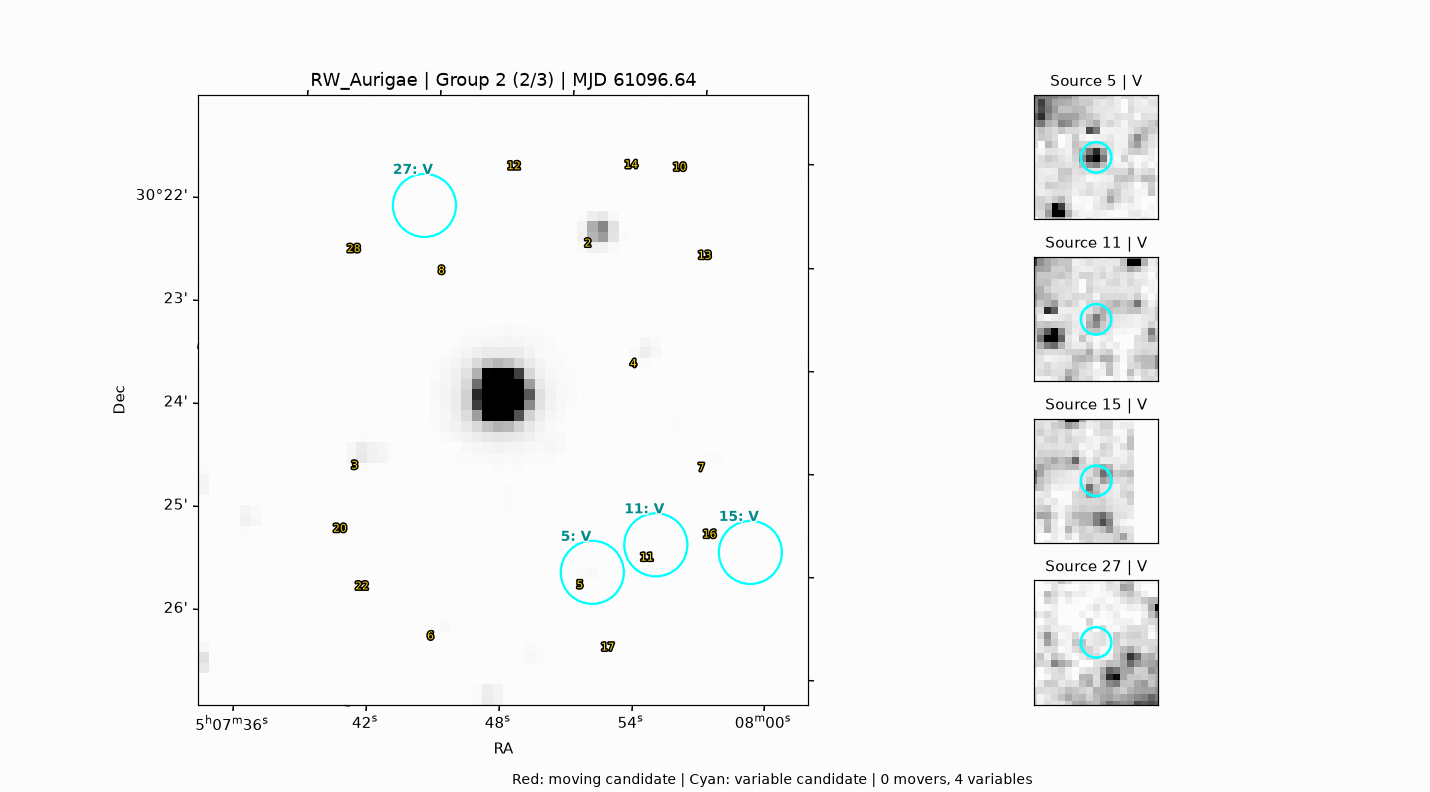 RW_Aurigae | Group 2 (2/3) | MJD 61096.64
27: V
12
14
10
30°22'
2
28
13
8
23'
4
Dec
24'
3
7
25'
11: V
15: V
20
16
5: V
11
5
22
26'
6
17
5ʰ07ᵐ36ˢ
42ˢ
48ˢ
54ˢ
08ᵐ00ˢ
RA
Source 5 | V
Source 11 | V
Source 15 | V
Source 27 | V
Red: moving candidate | Cyan: variable candidate | 0 movers, 4 variables